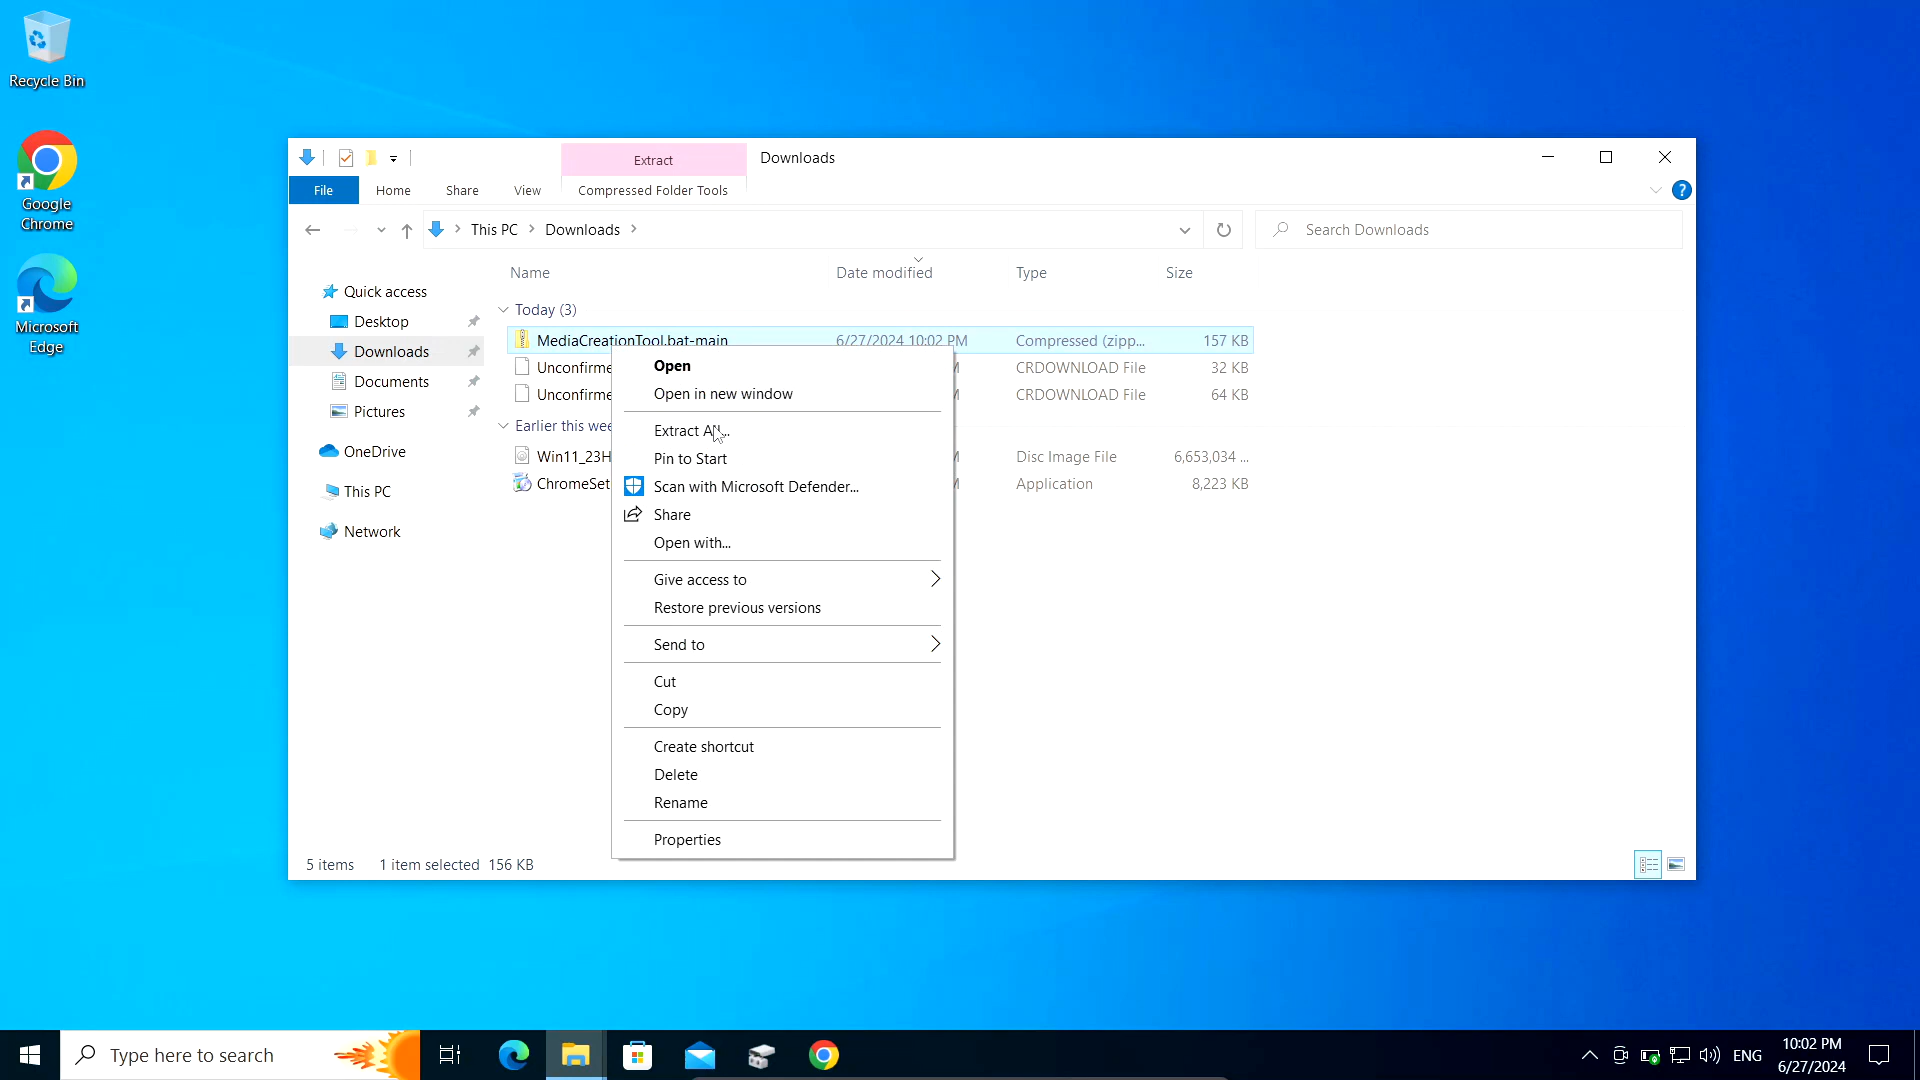 Recycle Bin
Google
Chrome
Microsoft
Edge
Extract
Downloads
File
Home
Share
View
Compressed Folder Tools
?
This PC
Downloads
Search Downloads
Name
Date modified
Type
Size
Quick access
Desktop
Downloads
Documents
Pictures
OneDrive
This PC
Network
Today (3)
MediaCreationTool.bat-main 6/27/2024 10:02 PM Compressed (zipp... 157 KB
Unconfirme CRDOWNLOAD File 32 KB
Unconfirme CRDOWNLOAD File 64 KB
Earlier this wee
Win11_23H Disc Image File 6,653,034 ...
ChromeSet Application 8,223 KB
Open
Open in new window
Extract All...
Pin to Start
Scan with Microsoft Defender...
Share
Open with...
Give access to
Restore previous versions
Send to
Cut
Copy
Create shortcut
Delete
Rename
Properties
5 items 1 item selected 156 KB
Type here to search
ENG
10:02 PM
6/27/2024